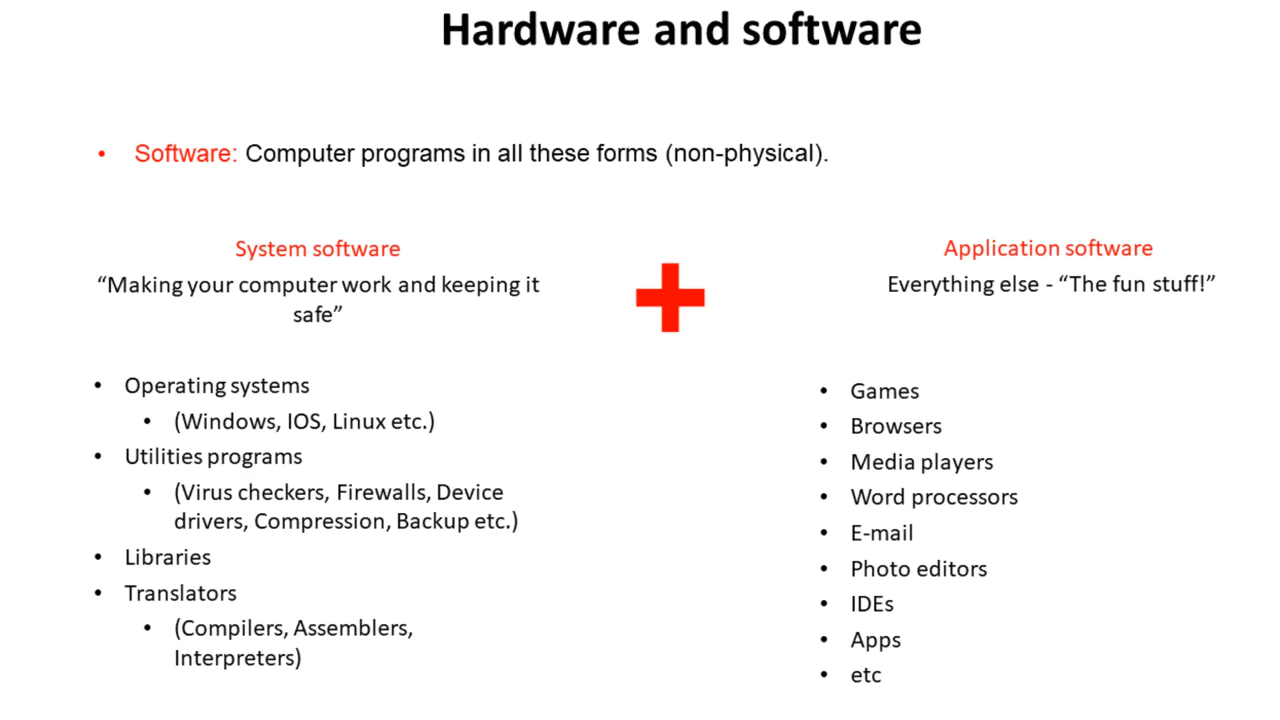 Hardware and software
• Software: Computer programs in all these forms (non-physical).
System software
“Making your computer work and keeping it
safe”
• Operating systems
• (Windows, IOS, Linux etc.)
• Utilities programs
• (Virus checkers, Firewalls, Device
drivers, Compression, Backup etc.)
• Libraries
• Translators
• (Compilers, Assemblers,
Interpreters)
Application software
Everything else - “The fun stuff!”
• Games
• Browsers
• Media players
• Word processors
• E-mail
• Photo editors
• IDEs
• Apps
• etc